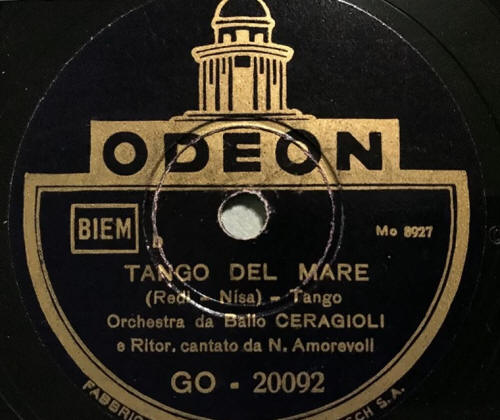 ODEON
BIEM
Mo 8927
TANGO DEL MARE
(Redi - Nisa) - Tango
Orchestra da Ballo CERAGIOLI
e Ritor. cantato da N. Amorevoli
GO - 20092
S. A.